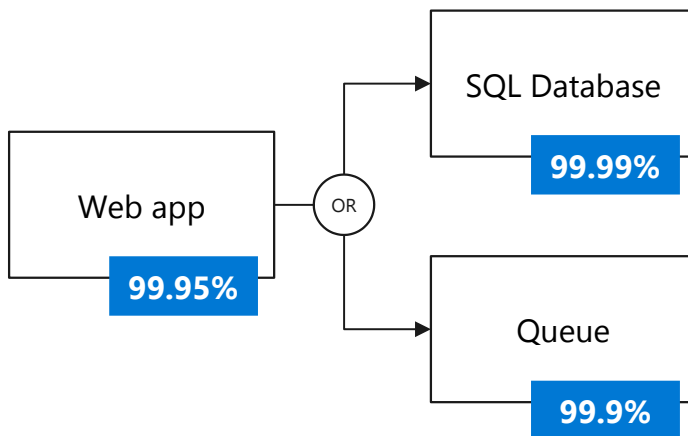 SQL Database
99.99%
Web app
OR
99.95%
Queue
99.9%